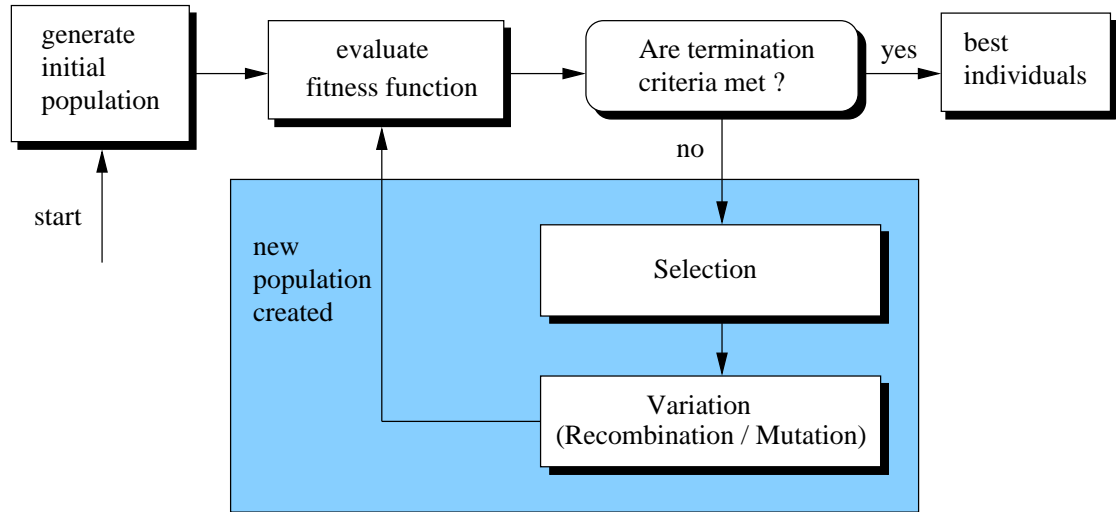 generate
initial
population
evaluate
fitness function
Are termination
criteria met ?
yes
best
individuals
no
start
new
population
created
Selection
Variation
(Recombination / Mutation)